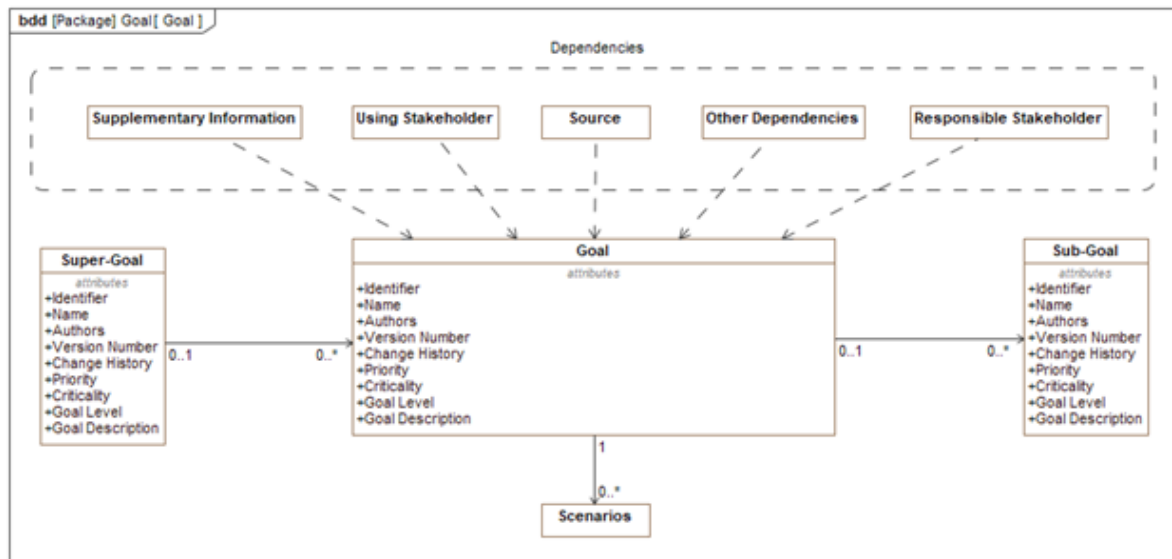 bdd [Package] Goal[ Goal ]
Dependencies
Supplementary Information
Using Stakeholder
Source
Other Dependencies
Responsible Stakeholder
Super-Goal
attributes
+Identifier
+Name
+Authors
+Version Number
+Change History
+Priority
+Criticality
+Goal Level
+Goal Description
0..1
0..*
Goal
attributes
+Identifier
+Name
+Authors
+Version Number
+Change History
+Priority
+Criticality
+Goal Level
+Goal Description
0..1
0..*
Sub-Goal
attributes
+Identifier
+Name
+Authors
+Version Number
+Change History
+Priority
+Criticality
+Goal Level
+Goal Description
1
0..*
Scenarios